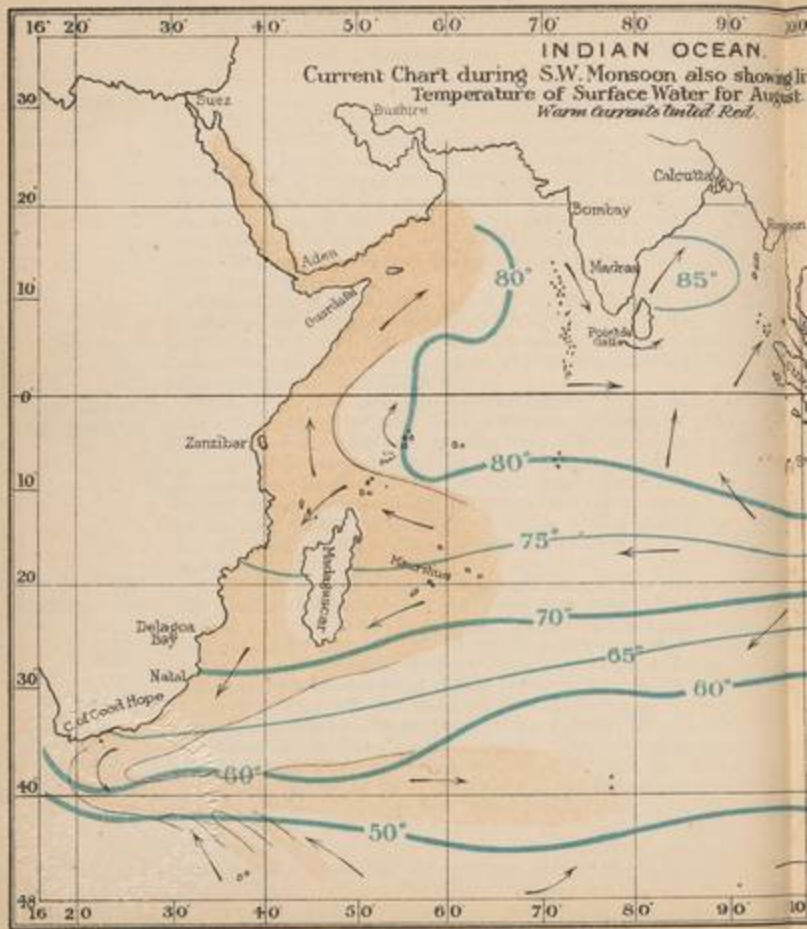 16° 20° 30° 40° 50° 60° 70° 80° 90°
36°
INDIAN OCEAN.
Current Chart during S.W. Monsoon also showing
Temperature of Surface Water for August.
Warm Currents tinted Red.
30°
Suez
Bushire
Calcutta
20°
Bombay
Aden
Madras
10°
80°
85°
Guardafui
Point de
Galle
0°
Zanzibar
80°
10°
75°
Madagascar
Mauritius
20°
70°
Delagoa
Bay
65°
Natal
30°
60°
C. of Good Hope
60°
40°
50°
48°
16 20° 30° 40° 50° 60° 70° 80° 90°